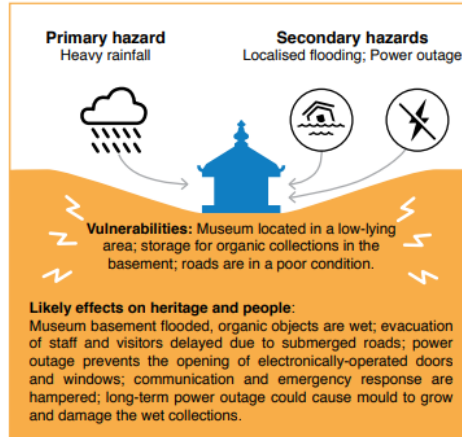 Primary hazard
Heavy rainfall
Secondary hazards
Localised flooding; Power outage
Vulnerabilities: Museum located in a low-lying
area; storage for organic collections in the
basement; roads are in a poor condition.
Likely effects on heritage and people:
Museum basement flooded, organic objects are wet; evacuation
of staff and visitors delayed due to submerged roads; power
outage prevents the opening of electronically-operated doors
and windows; communication and emergency response are
hampered; long-term power outage could cause mould to grow
and damage the wet collections.